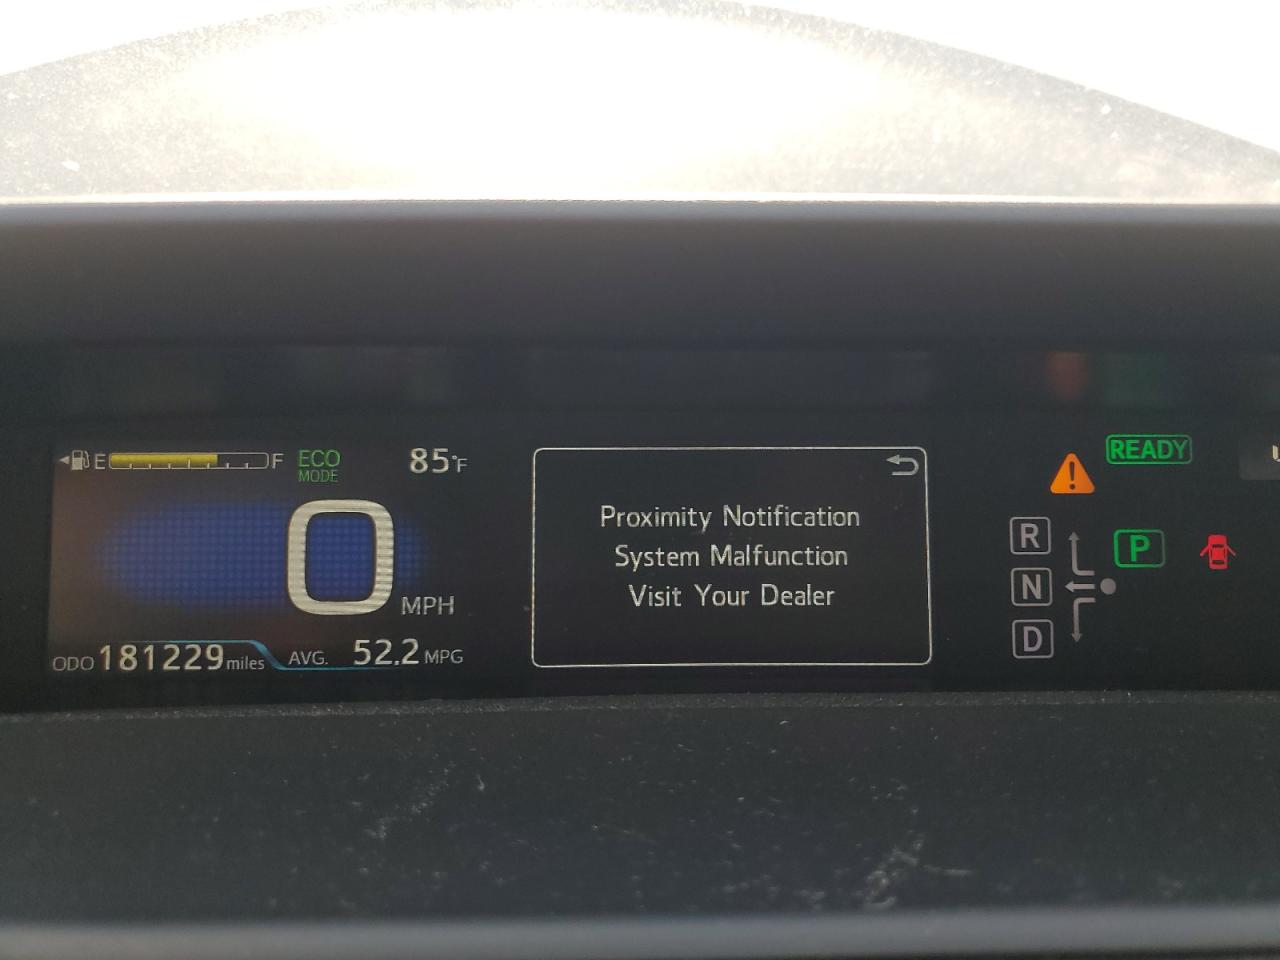 E F ECO MODE 85°F
0 MPH
ODO 181229 miles AVG. 52.2 MPG
Proximity Notification
System Malfunction
Visit Your Dealer
READY
R
N
D
P